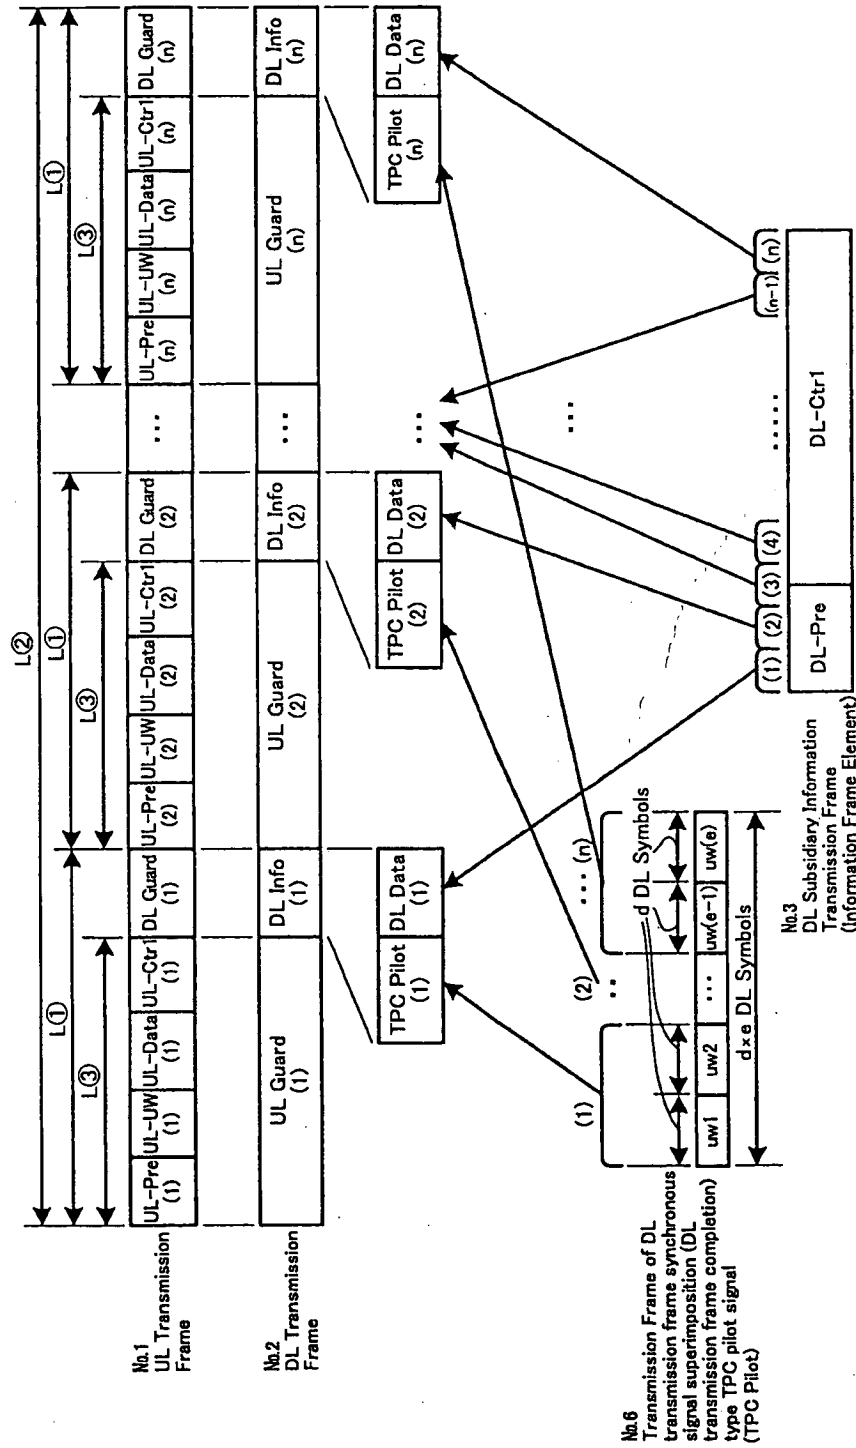 L②
L①
L①
L①
L③
L③
L③
No.1
UL Transmission
Frame
UL-Pre
(1)
UL-UW
(1)
UL-Data
(1)
UL-Ctr1
(1)
DL Guard
(1)
UL-Pre
(2)
UL-UW
(2)
UL-Data
(2)
UL-Ctr1
(2)
DL Guard
(2)
...
UL-Pre
(n)
UL-UW
(n)
UL-Data
(n)
UL-Ctr1
(n)
DL Guard
(n)
No.2
DL Transmission
Frame
UL Guard
(1)
DL Info
(1)
UL Guard
(2)
DL Info
(2)
...
UL Guard
(n)
DL Info
(n)
TPC Pilot
(1)
DL Data
(1)
TPC Pilot
(2)
DL Data
(2)
...
TPC Pilot
(n)
DL Data
(n)
...
(1)
(2)
..
... (n)
d DL Symbols
No.6
Transmission Frame of DL
transmission frame synchronous
signal superimposition (DL
transmission frame completion)
type TPC pilot signal
(TPC Pilot)
uw1
uw2
...
uw(e-1)
uw(e)
d×e DL Symbols
(1)
(2)
(3)
(4)
.....
(n-1)
(n)
No.3
DL Subsidiary Information
Transmission Frame
(Information Frame Element)
DL-Pre
DL-Ctr1